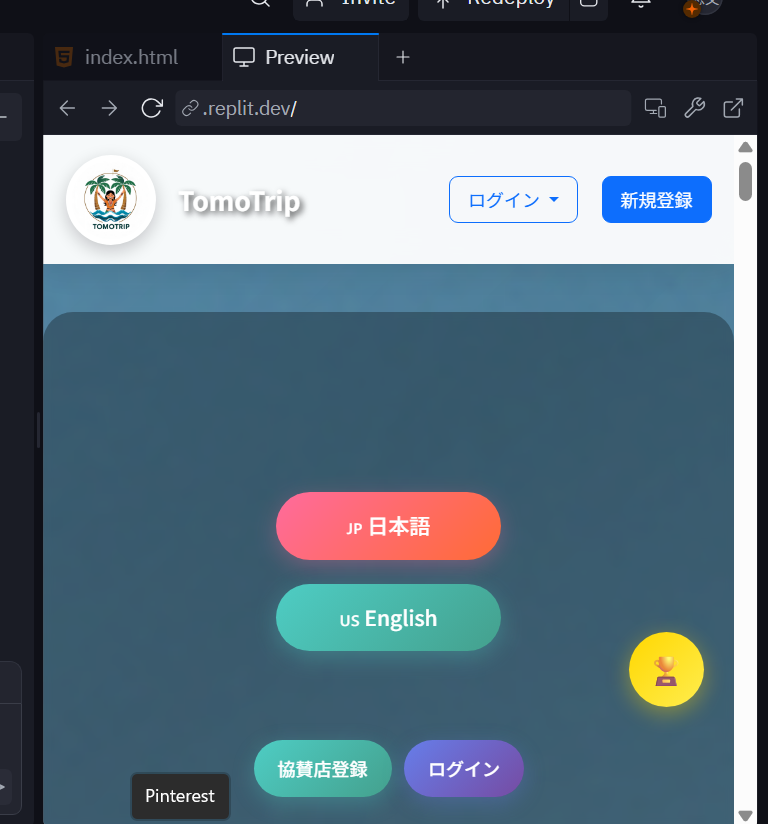 Invite
Redeploy
index.html
Preview
.replit.dev/
TOMOTRIP
TomoTrip
ログイン
新規登録
JP 日本語
US English
協賛店登録
ログイン
Pinterest